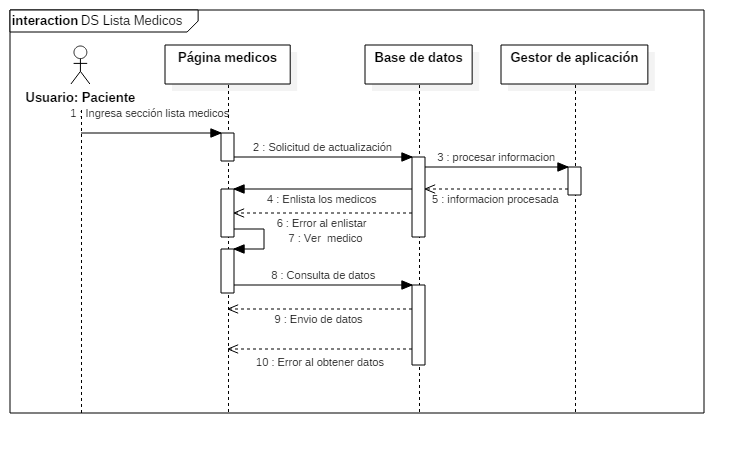 interaction DS Lista Medicos
Página medicos
Base de datos
Gestor de aplicación
Usuario: Paciente
1 : Ingresa sección lista medicos
2 : Solicitud de actualización
3 : procesar informacion
4 : Enlista los medicos
5 : informacion procesada
6 : Error al enlistar
7 : Ver medico
8 : Consulta de datos
9 : Envio de datos
10 : Error al obtener datos